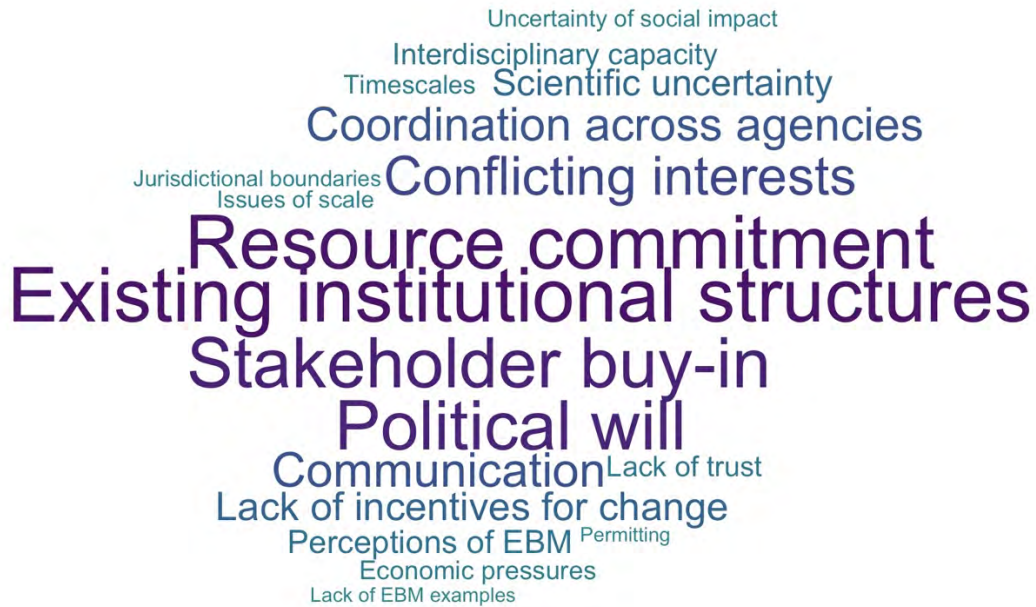 Uncertainty of social impact
Interdisciplinary capacity
Timescales Scientific uncertainty
Coordination across agencies
Jurisdictional boundaries Conflicting interests
Issues of scale
Resource commitment
Existing institutional structures
Stakeholder buy-in
Political will
Communication Lack of trust
Lack of incentives for change
Perceptions of EBM Permitting
Economic pressures
Lack of EBM examples